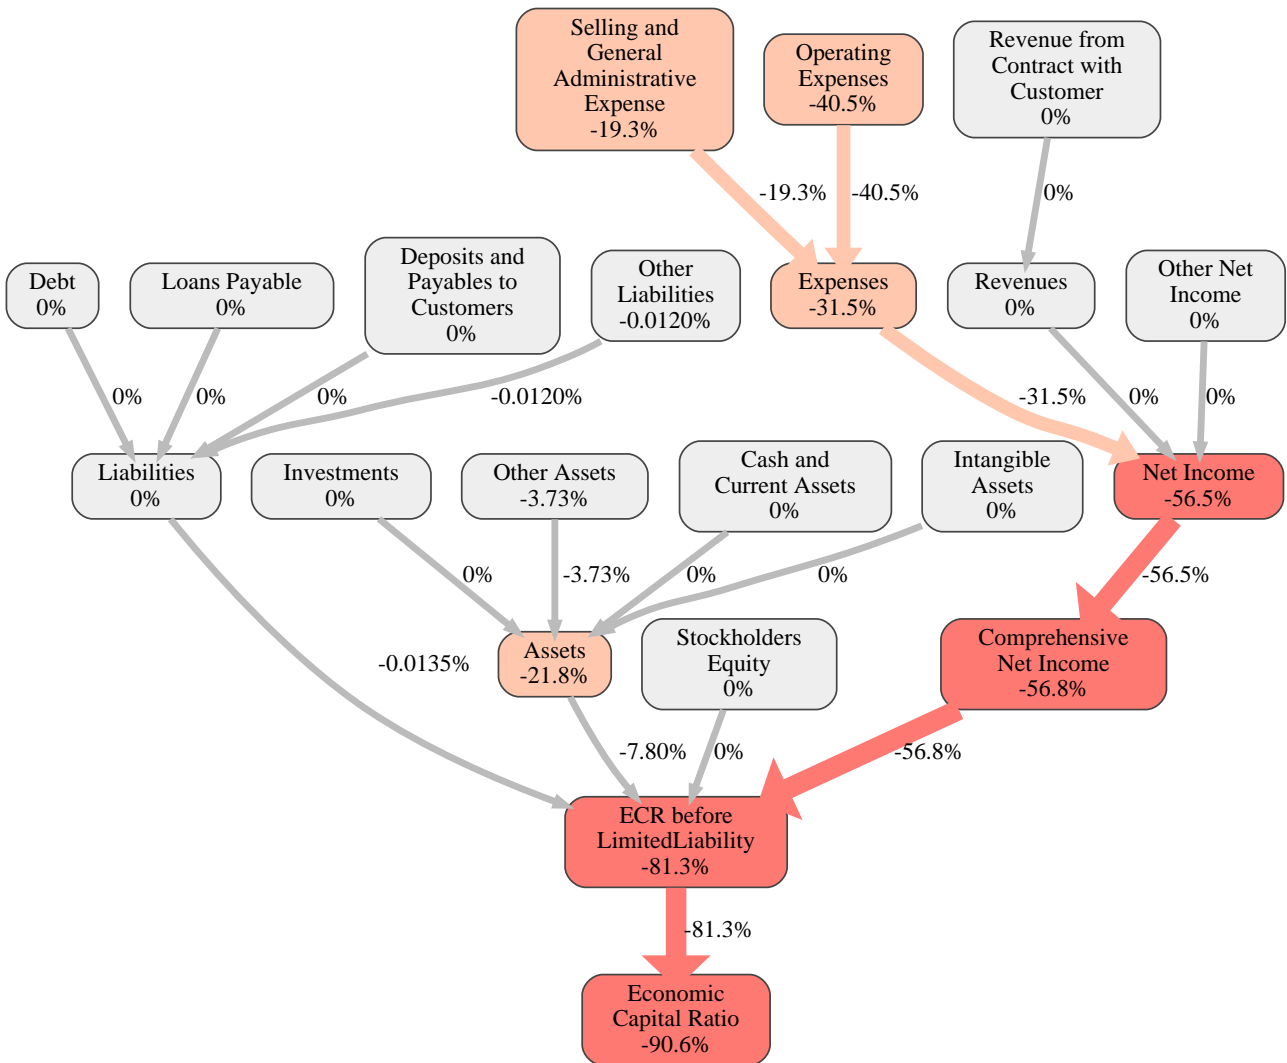 Selling and
General
Administrative
Expense
-19.3%
Operating
Expenses
-40.5%
Revenue from
Contract with
Customer
0%
-19.3%
-40.5%
0%
Debt
0%
Loans Payable
0%
Deposits and
Payables to
Customers
0%
Other
Liabilities
-0.0120%
Expenses
-31.5%
Revenues
0%
Other Net
Income
0%
0%
0%
0%
-0.0120%
-31.5%
0%
0%
Liabilities
0%
Investments
0%
Other Assets
-3.73%
Cash and
Current Assets
0%
Intangible
Assets
0%
Net Income
-56.5%
0%
-3.73%
0%
0%
-56.5%
-0.0135%
Assets
-21.8%
Stockholders
Equity
0%
Comprehensive
Net Income
-56.8%
-7.80%
0%
-56.8%
ECR before
LimitedLiability
-81.3%
-81.3%
Economic
Capital Ratio
-90.6%